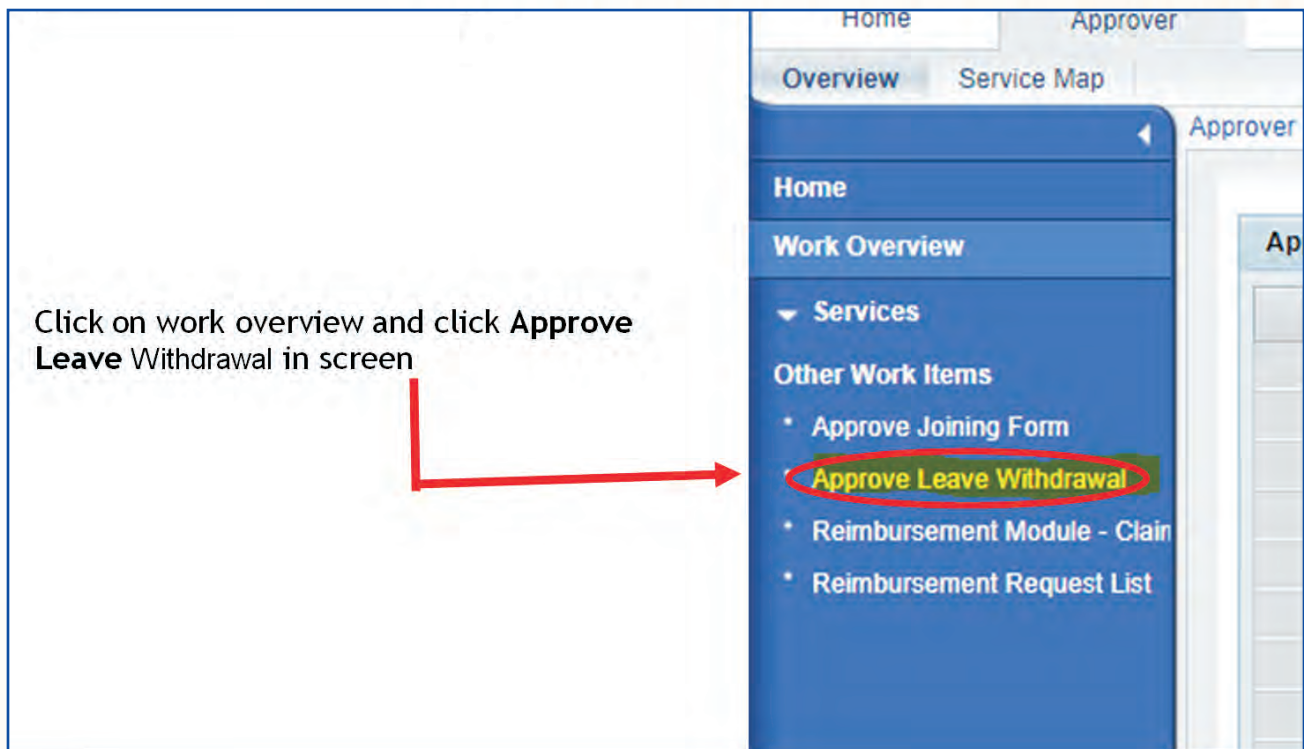 Home Approver
Overview Service Map
Approver
Home
Work Overview
Ap
Services
Click on work overview and click Approve
Leave Withdrawal in screen
Other Work Items
Approve Joining Form
Approve Leave Withdrawal
Reimbursement Module - Clain
Reimbursement Request List